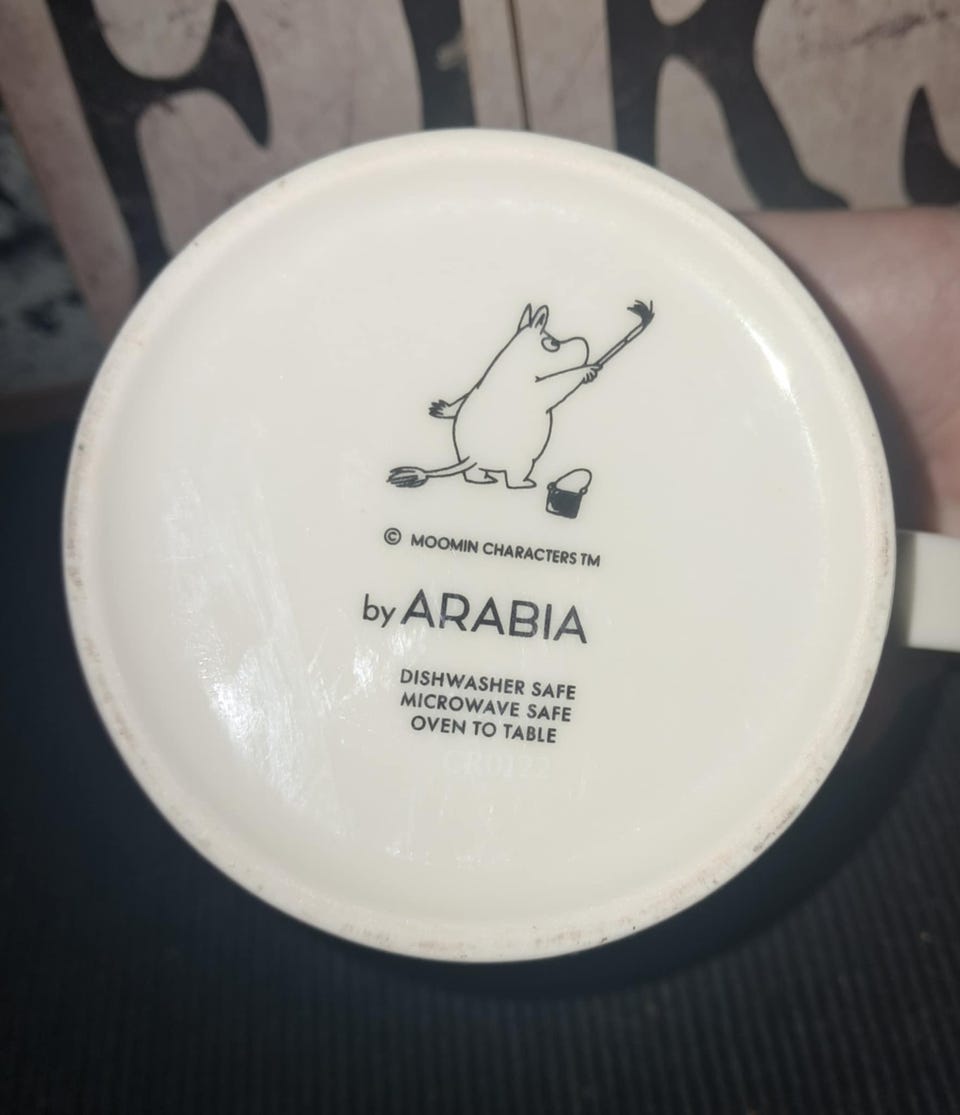 © MOOMIN CHARACTERS TM
by ARABIA
DISHWASHER SAFE
MICROWAVE SAFE
OVEN TO TABLE